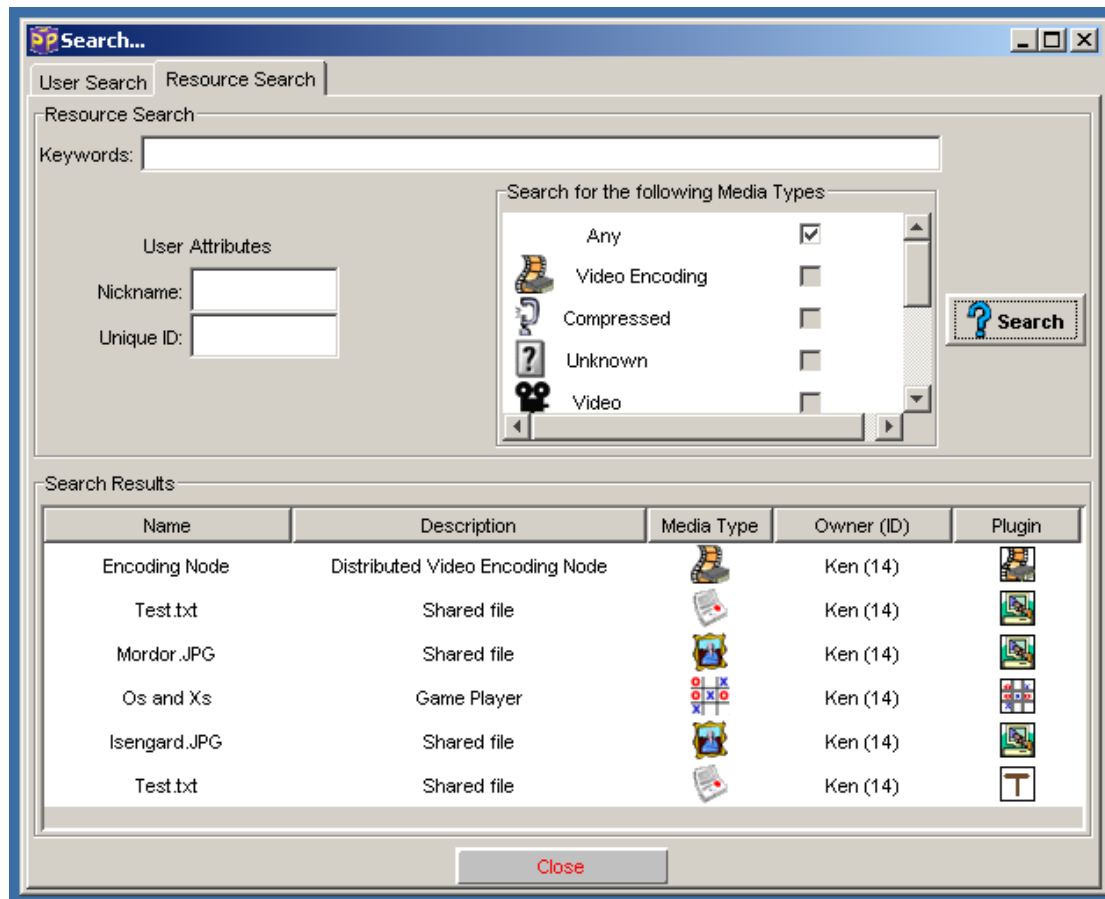 Search...
User Search Resource Search
Resource Search
Keywords:
Search for the following Media Types
Any
User Attributes
Video Encoding
Nickname:
Compressed
Search
Unique ID:
Unknown
Video
Search Results
Name Description Media Type Owner (ID) Plugin
Encoding Node Distributed Video Encoding Node Ken (14)
Test.txt Shared file Ken (14)
Mordor.JPG Shared file Ken (14)
Os and Xs Game Player Ken (14)
Isengard.JPG Shared file Ken (14)
Test.txt Shared file Ken (14)
Close